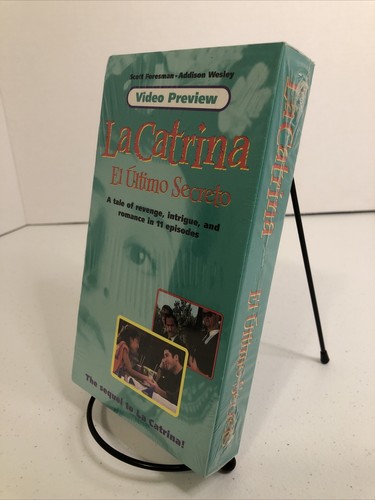 Scott Foresman • Addison Wesley
Video Preview
La Catrina
El Último Secreto
A tale of revenge, intrigue, and
romance in 11 episodes
The sequel to La Catrina!
La Catrina
El Último Secreto